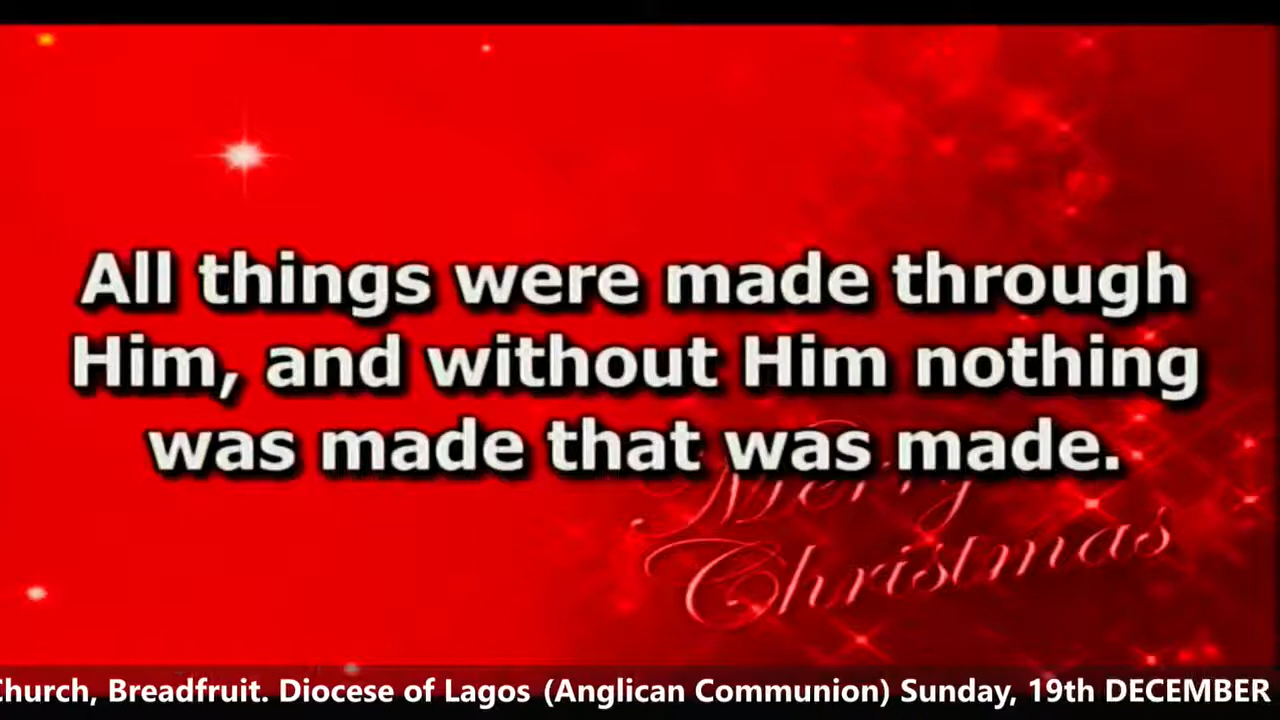 All things were made through
Him, and without Him nothing
was made that was made.
Merry
Christmas
Church, Breadfruit. Diocese of Lagos (Anglican Communion) Sunday, 19th DECEMBER